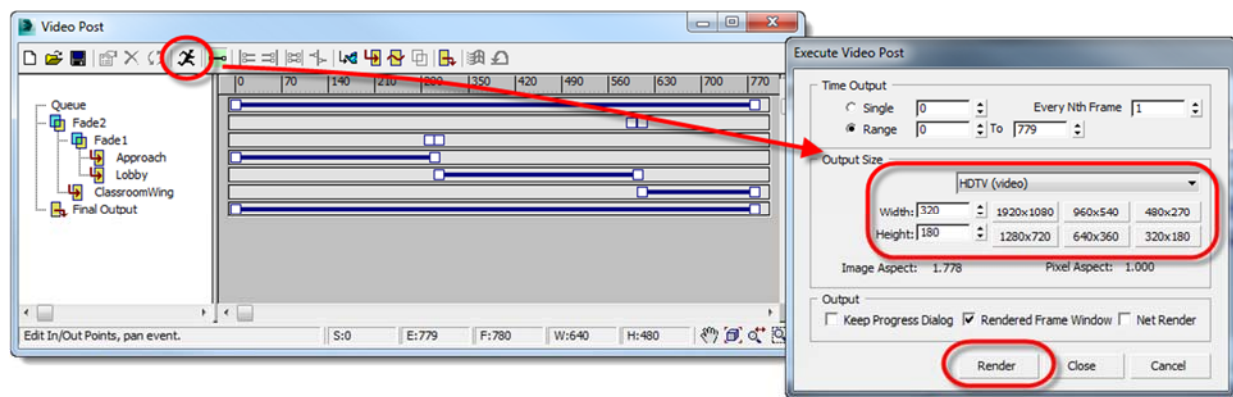 Video Post
0 70 140 210 280 350 420 490 560 630 700 770
Queue
Fade2
Fade1
Approach
Lobby
ClassroomWing
Final Output
Edit In/Out Points, pan event.
S:0
E:779
F:780
W:640
H:480
Execute Video Post
Time Output
Single 0 Every Nth Frame 1
Range 0 To 779
Output Size
HDTV (video)
Width: 320 1920x1080 960x540 480x270
Height: 180 1280x720 640x360 320x180
Image Aspect: 1.778 Pixel Aspect: 1.000
Output
Keep Progress Dialog Rendered Frame Window Net Render
Render Close Cancel